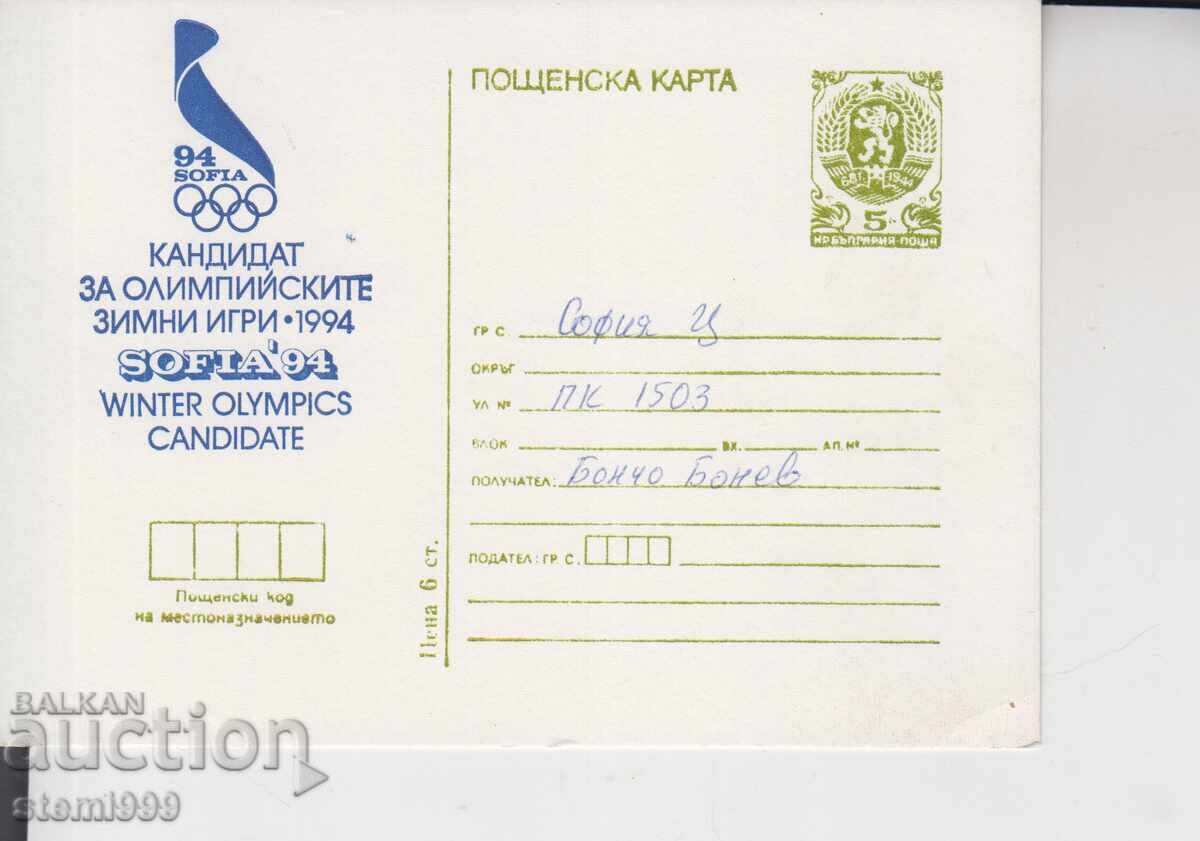 94
SOFIA
КАНДИДАТ
ЗА ОЛИМПИЙСКИТЕ
ЗИМНИ ИГРИ • 1994
SOFIA'94
WINTER OLYMPICS
CANDIDATE
Пощенски код
на местоназначението
Цена 6 ст.
ПОЩЕНСКА КАРТА
681 1944
5
НР БЪЛГАРИЯ·ПОЩА
ГР С. София Ц
ОКРЪГ
УЛ № ПК 1503
БЛОК ВХ. АП. №
ПОЛУЧАТЕЛ: Бончо Бонев
ПОДАТЕЛ: ГР. С.
BALKAN
auction
stemi999